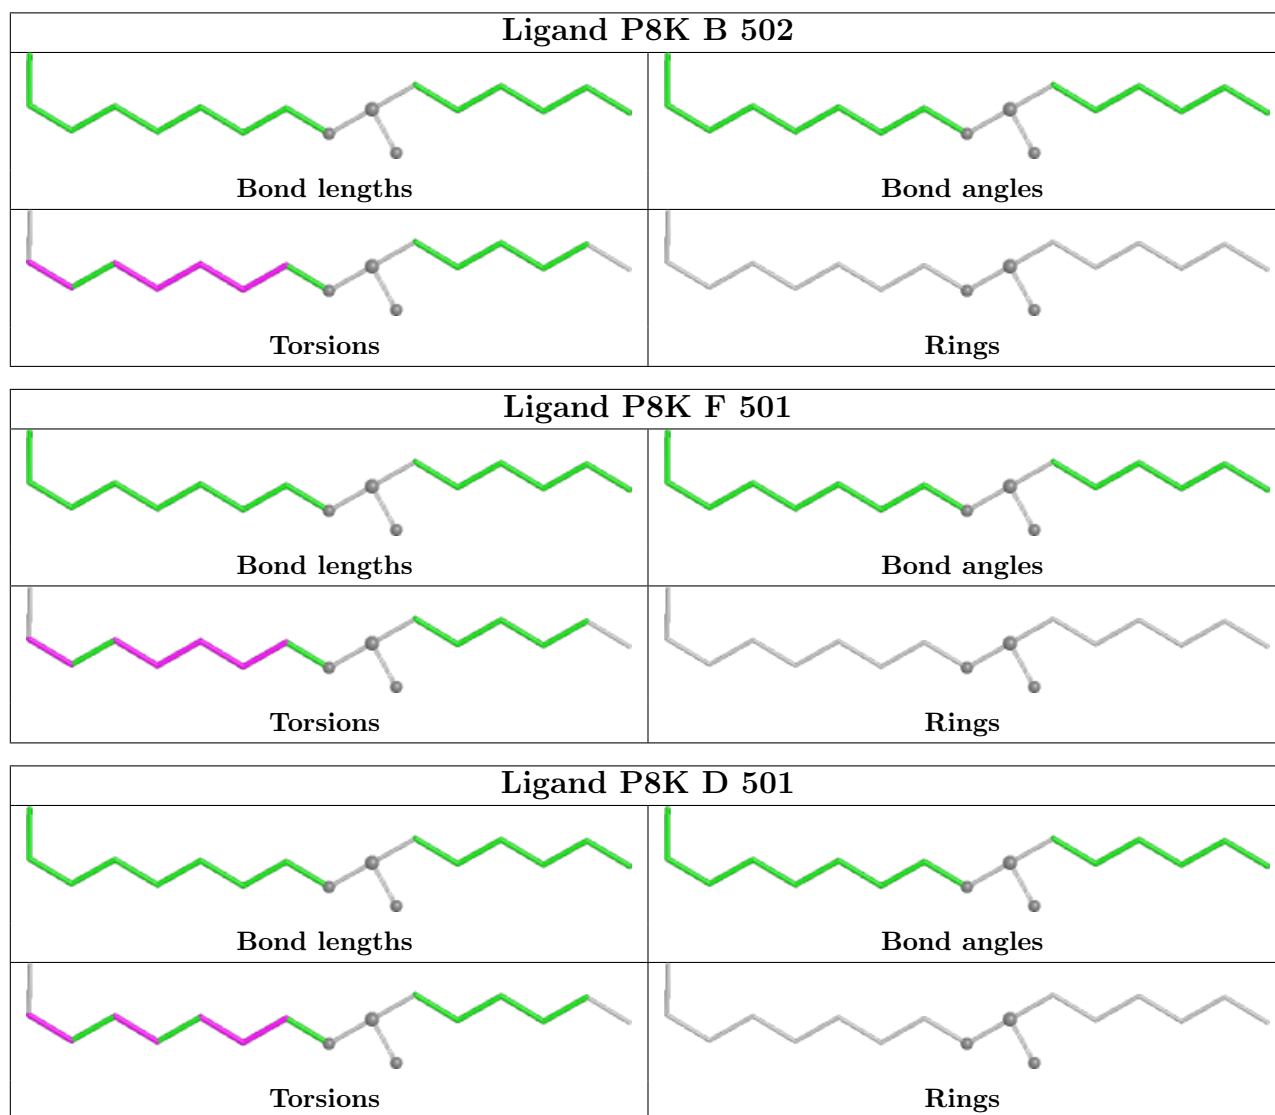 Ligand P8K B 502
Bond lengths
Bond angles
Torsions
Rings
Ligand P8K F 501
Bond lengths
Bond angles
Torsions
Rings
Ligand P8K D 501
Bond lengths
Bond angles
Torsions
Rings